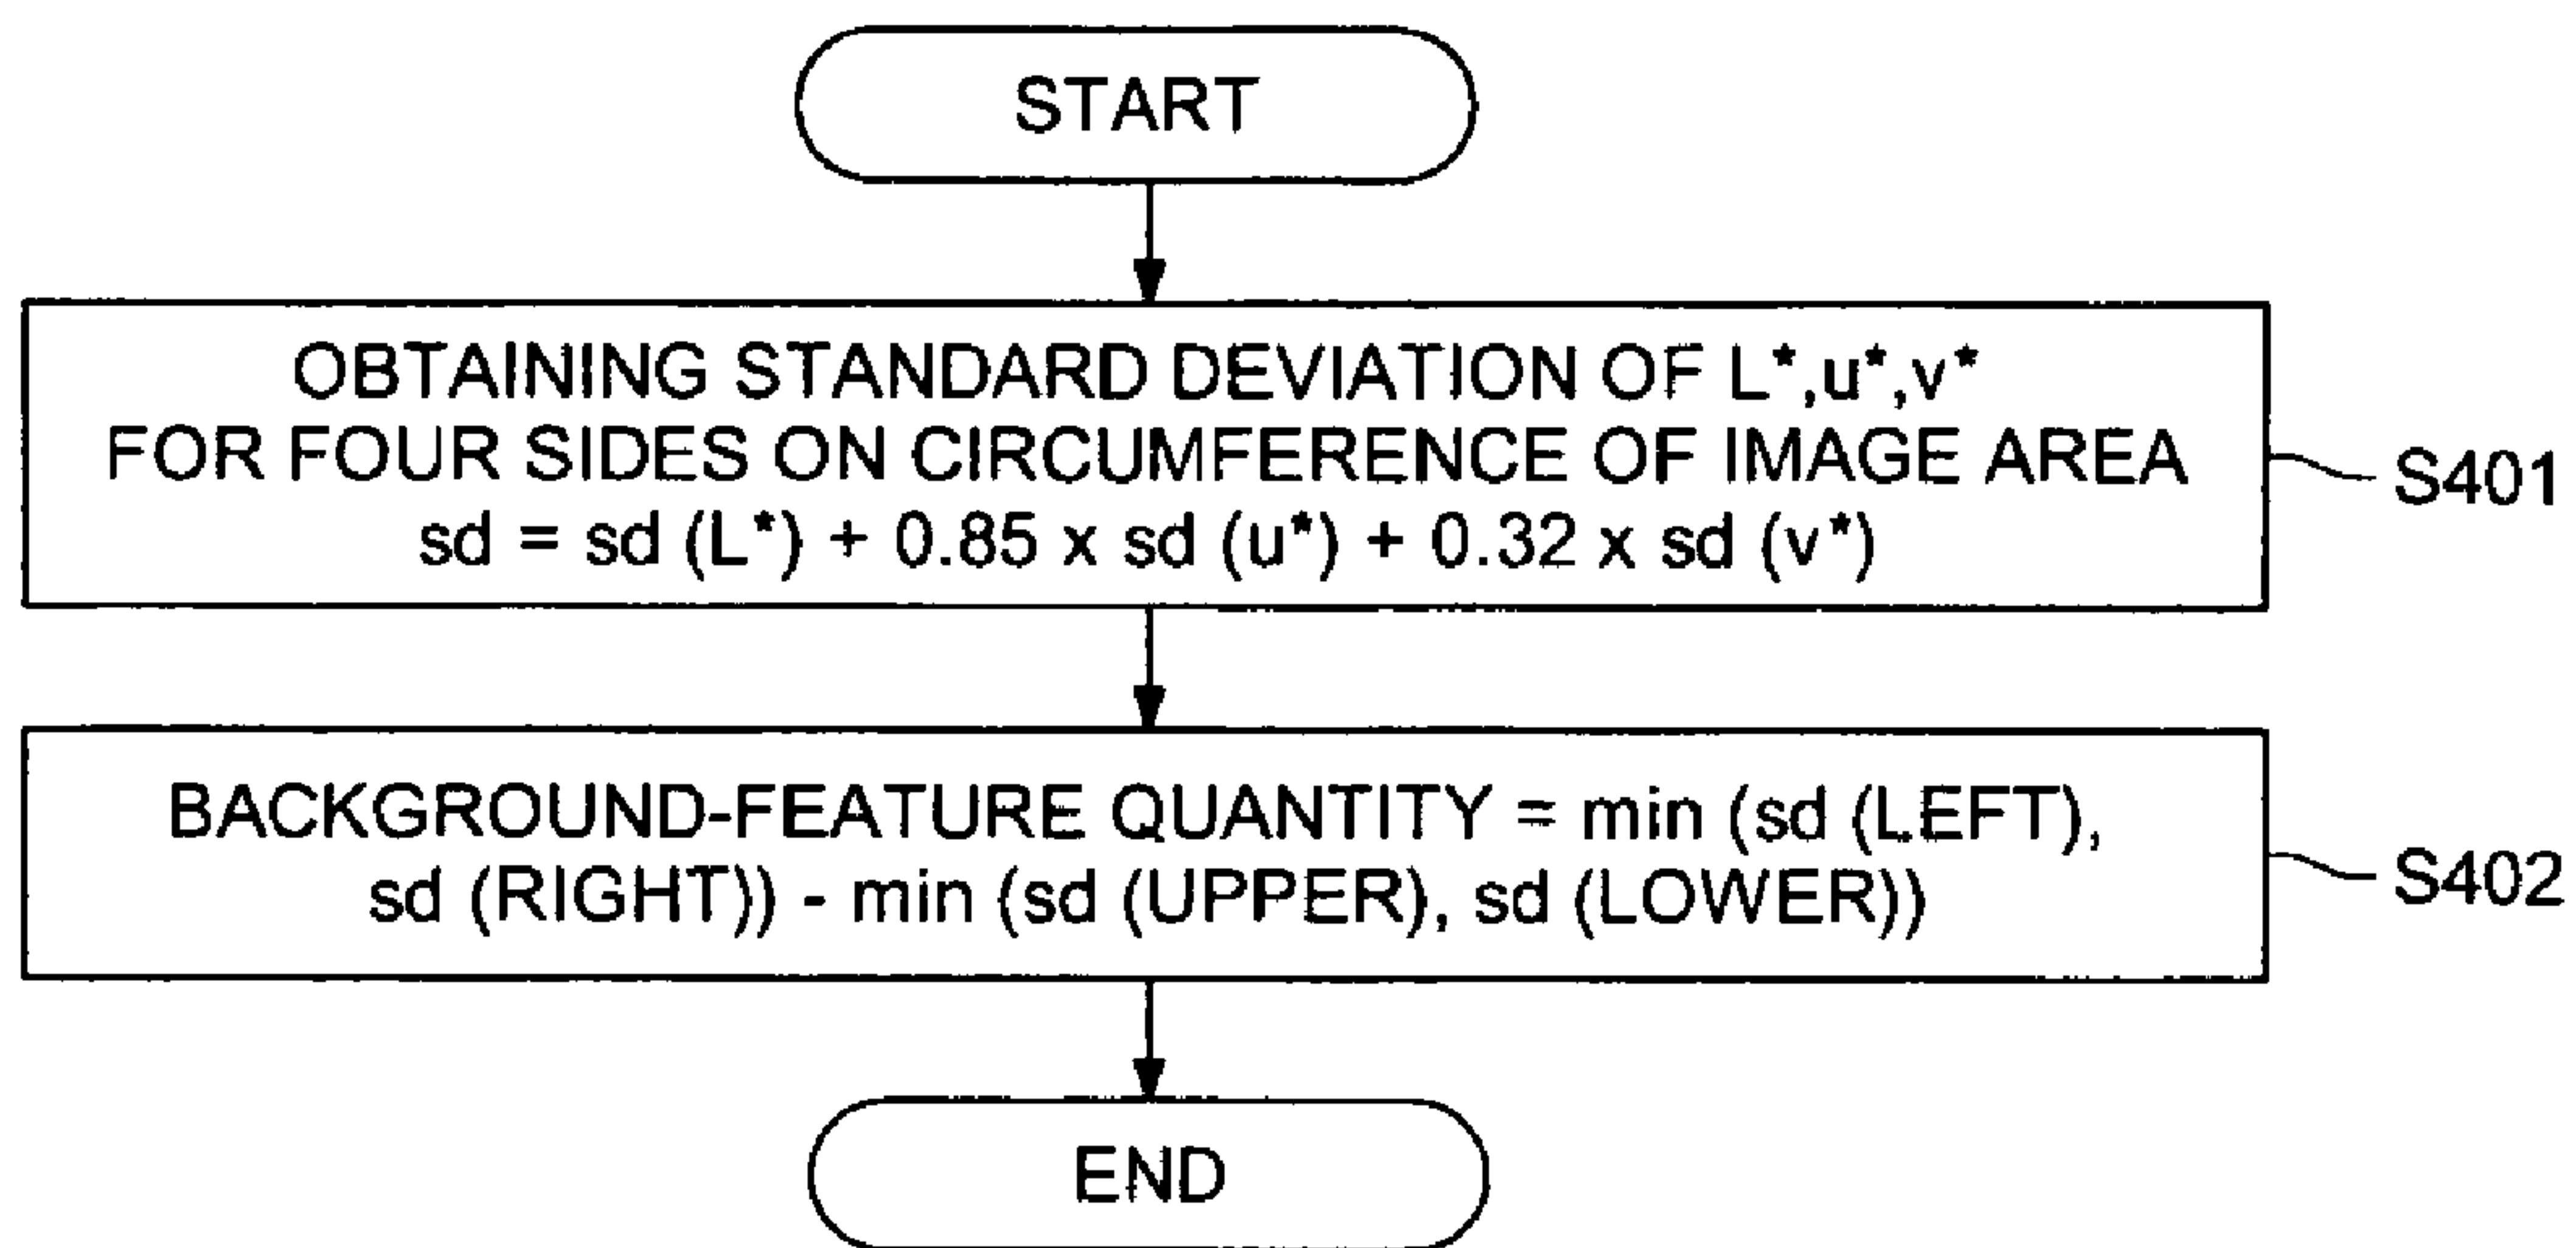 START
OBTAINING STANDARD DEVIATION OF L*,u*,v*
FOR FOUR SIDES ON CIRCUMFERENCE OF IMAGE AREA
sd = sd (L*) + 0.85 x sd (u*) + 0.32 x sd (v*)
S401
BACKGROUND-FEATURE QUANTITY = min (sd (LEFT),
sd (RIGHT)) - min (sd (UPPER), sd (LOWER))
S402
END